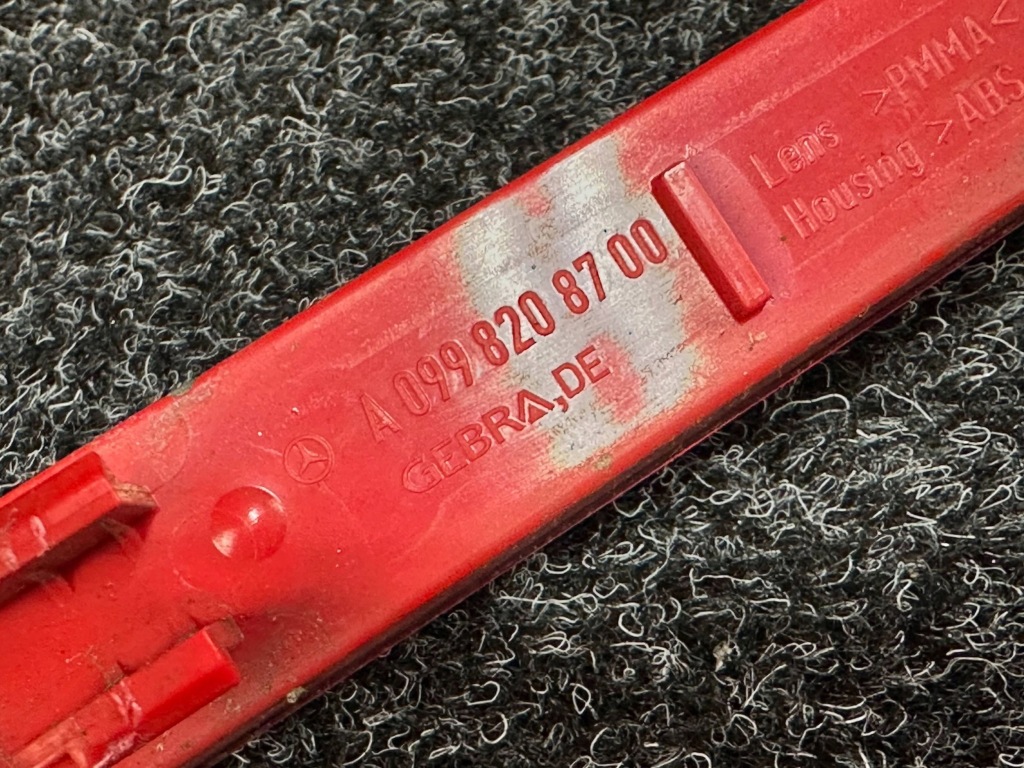 A 099 820 87 00
GEBRA,DE
Lens >PMMA<
Housing >ABS